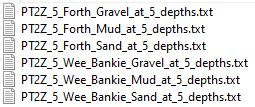 PT2Z_5_Forth_Gravel_at_5_depths.txt
PT2Z_5_Forth_Mud_at_5_depths.txt
PT2Z_5_Forth_Sand_at_5_depths.txt
PT2Z_5_Wee_Bankie_Gravel_at_5_depths.txt
PT2Z_5_Wee_Bankie_Mud_at_5_depths.txt
PT2Z_5_Wee_Bankie_Sand_at_5_depths.txt